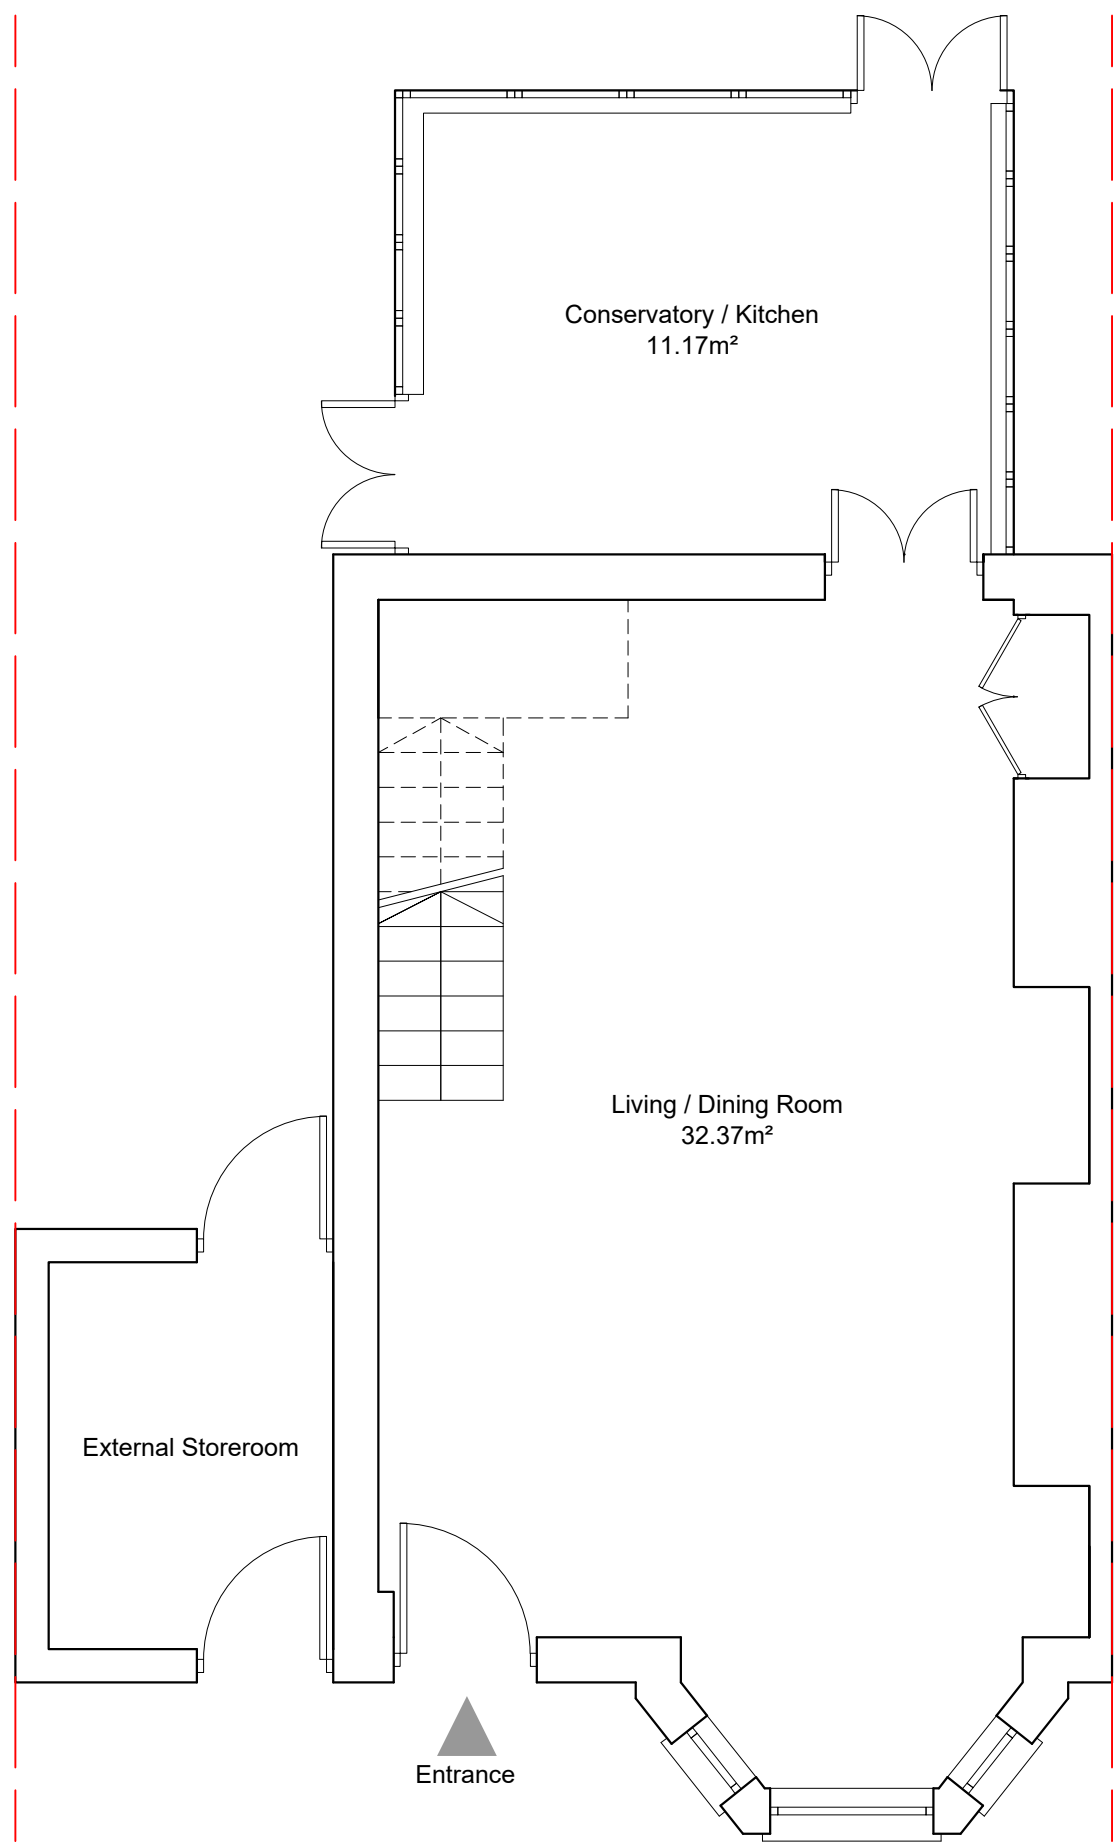 Conservatory / Kitchen
11.17m²
Living / Dining Room
32.37m²
External Storeroom
Entrance